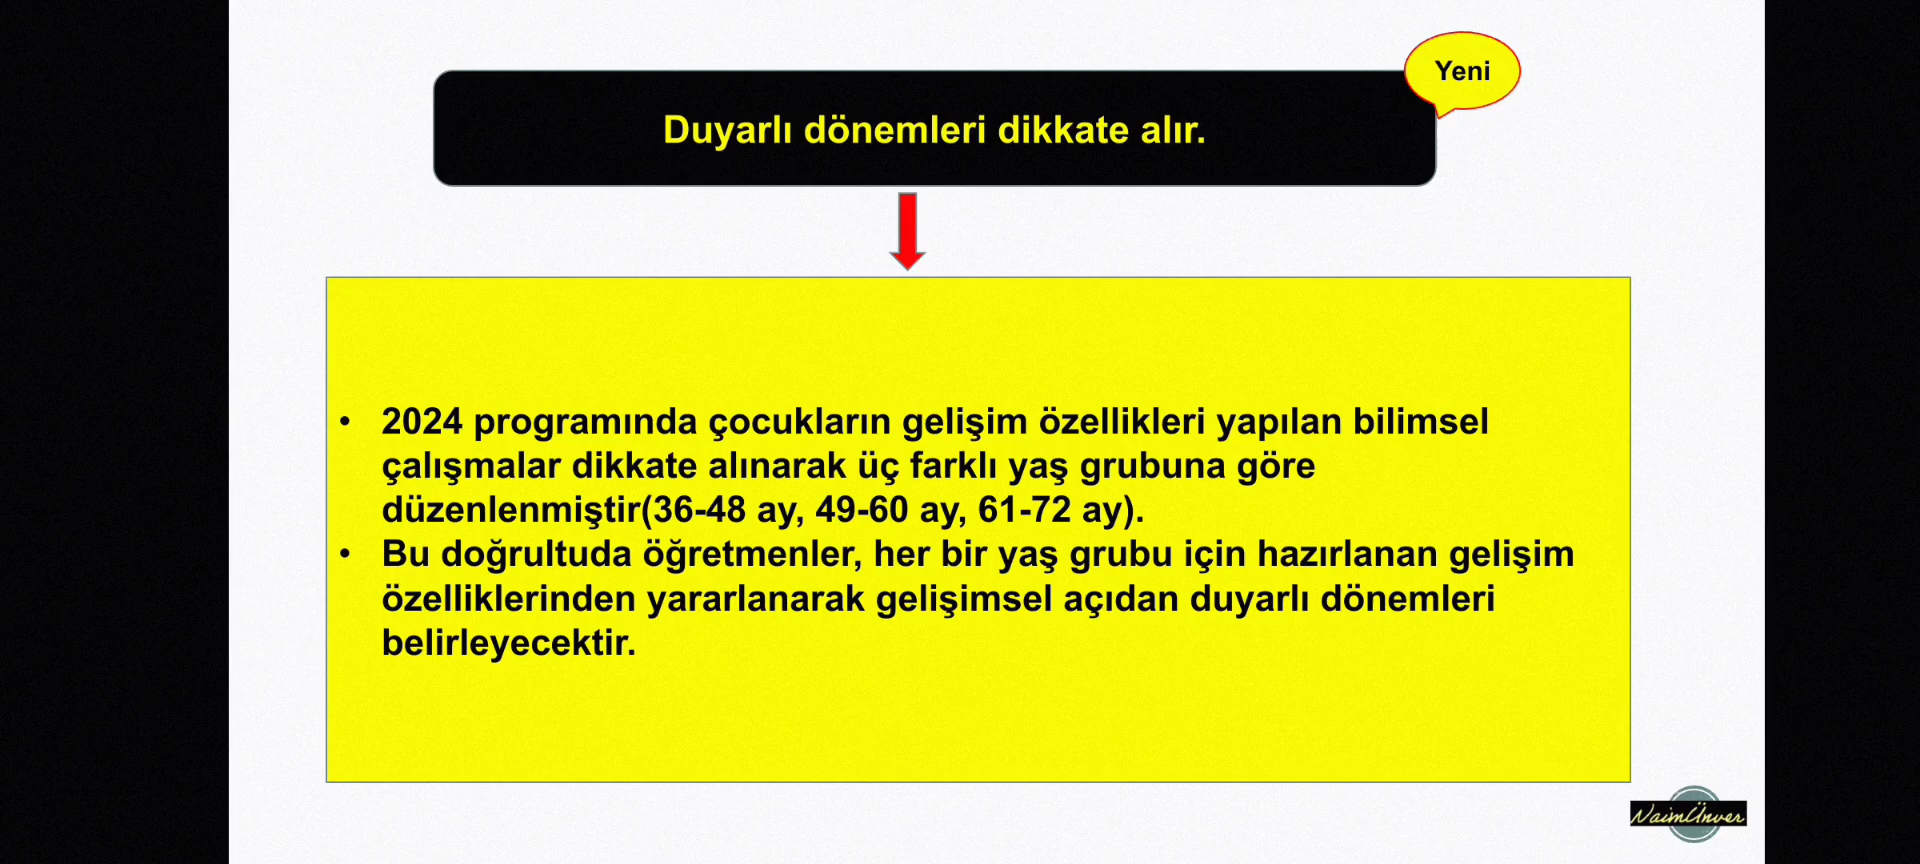 Yeni
Duyarlı dönemleri dikkate alır.
• 2024 programında çocukların gelişim özellikleri yapılan bilimsel
çalışmalar dikkate alınarak üç farklı yaş grubuna göre
düzenlenmiştir(36-48 ay, 49-60 ay, 61-72 ay).
• Bu doğrultuda öğretmenler, her bir yaş grubu için hazırlanan gelişim
özelliklerinden yararlanarak gelişimsel açıdan duyarlı dönemleri
belirleyecektir.
NaimÜnver